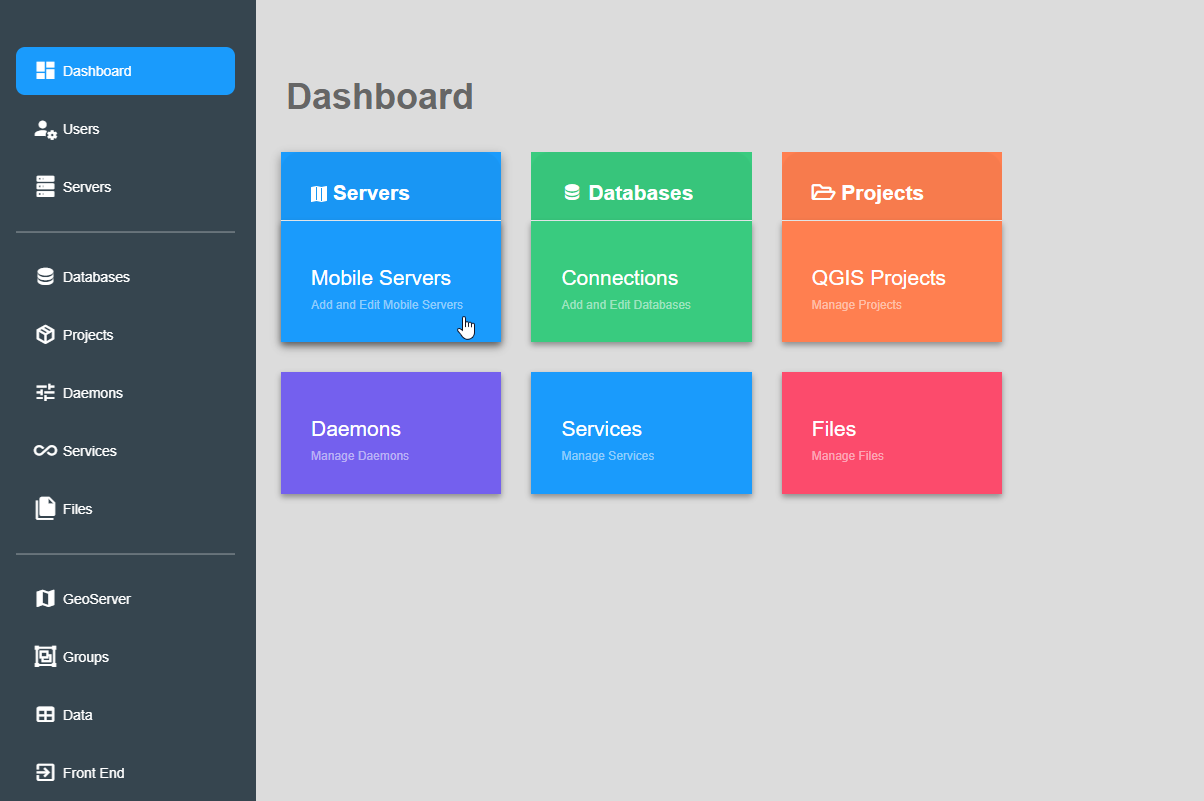 Dashboard
Users
Servers
Databases
Projects
Daemons
Services
Files
GeoServer
Groups
Data
Front End
Dashboard
Servers
Mobile Servers
Add and Edit Mobile Servers
Databases
Connections
Add and Edit Databases
Projects
QGIS Projects
Manage Projects
Daemons
Manage Daemons
Services
Manage Services
Files
Manage Files